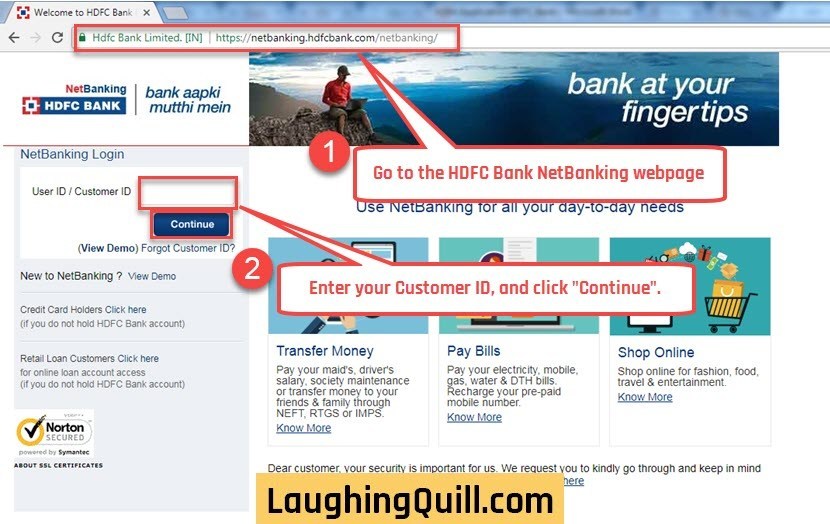 Welcome to HDFC Bank
Hdfc Bank Limited. [IN] https://netbanking.hdfcbank.com/netbanking/
NetBanking
HDFC BANK
bank aapki
mutthi mein
bank at your
fingertips
1
Go to the HDFC Bank NetBanking webpage
NetBanking Login
User ID / Customer ID
Continue
(View Demo) Forgot Customer ID?
Use NetBanking for all your day-to-day needs
2
Enter your Customer ID, and click "Continue".
New to NetBanking ? View Demo
Credit Card Holders Click here
(if you do not hold HDFC Bank account)
Retail Loan Customers Click here
for online loan account access
(if you do not hold HDFC Bank account)
Norton
SECURED
powered by Symantec
ABOUT SSL CERTIFICATES
Transfer Money
Pay your maid's, driver's
salary, society maintenance
or transfer money to your
friends & family through
NEFT, RTGS or IMPS.
Know More
Pay Bills
Pay your electricity, mobile,
gas, water & DTH bills.
Recharge your pre-paid
mobile number.
Know More
Shop Online
Shop online for fashion, food,
travel & entertainment.
Know More
Dear customer, your security is important for us. We request you to kindly go through and keep in mind
here
LaughingQuill.com